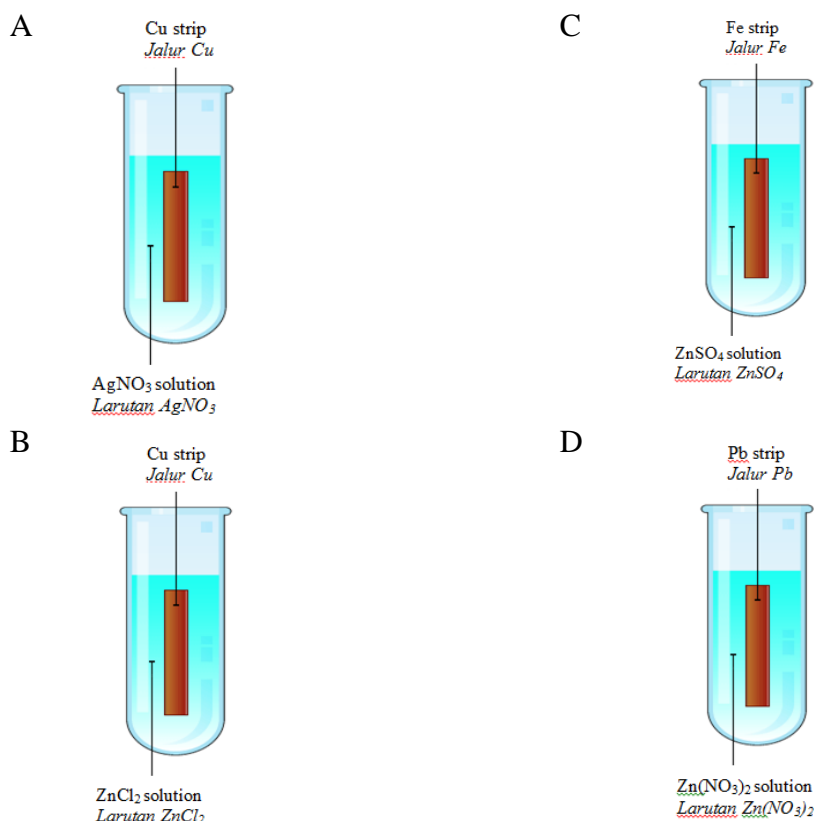 A
Cu strip
Jalur Cu
AgNO₃ solution
Larutan AgNO₃
C
Fe strip
Jalur Fe
ZnSO₄ solution
Larutan ZnSO₄
B
Cu strip
Jalur Cu
ZnCl₂ solution
Larutan ZnCl₂
D
Pb strip
Jalur Pb
Zn(NO₃)₂ solution
Larutan Zn(NO₃)₂